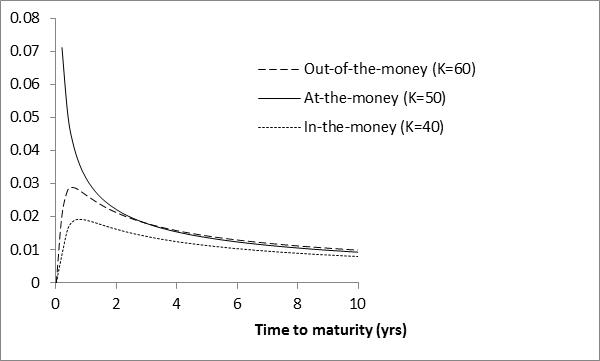 0.08
0.07
0.06
0.05
0.04
0.03
0.02
0.01
0
Out-of-the-money (K=60)
At-the-money (K=50)
In-the-money (K=40)
0 2 4 6 8 10
Time to maturity (yrs)